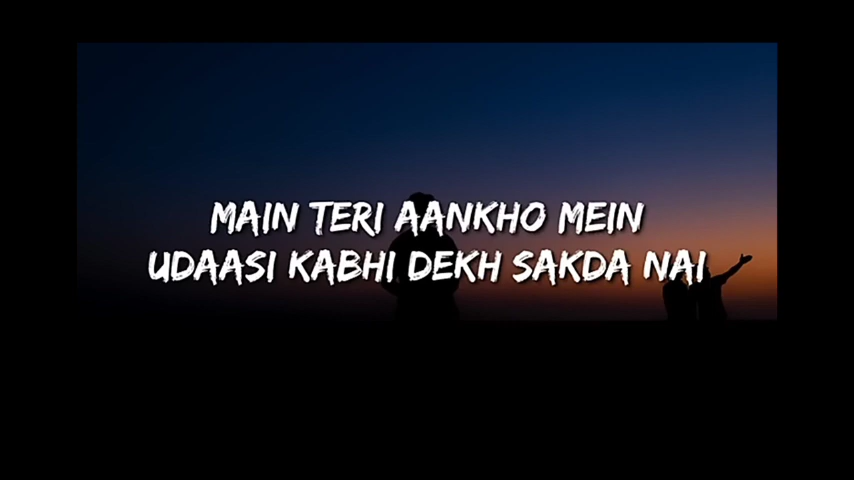 MAIN TERI AANKHO MEIN
UDAASI KABHI DEKH SAKDA NAI